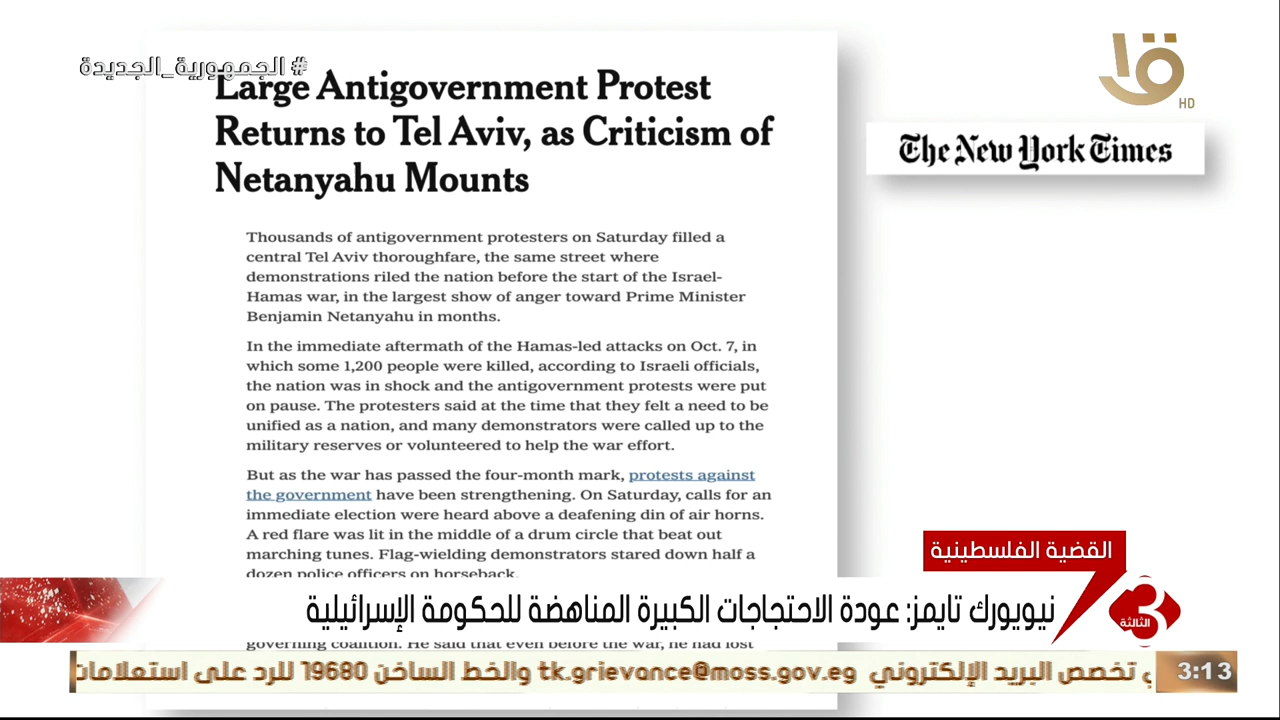 # الجمهورية_الجديدة
HD
Large Antigovernment Protest
Returns to Tel Aviv, as Criticism of
Netanyahu Mounts
The New York Times
Thousands of antigovernment protesters on Saturday filled a
central Tel Aviv thoroughfare, the same street where
demonstrations riled the nation before the start of the Israel-
Hamas war, in the largest show of anger toward Prime Minister
Benjamin Netanyahu in months.
In the immediate aftermath of the Hamas-led attacks on Oct. 7, in
which some 1,200 people were killed, according to Israeli officials,
the nation was in shock and the antigovernment protests were put
on pause. The protesters said at the time that they felt a need to be
unified as a nation, and many demonstrators were called up to the
military reserves or volunteered to help the war effort.
But as the war has passed the four-month mark, protests against
the government have been strengthening. On Saturday, calls for an
immediate election were heard above a deafening din of air horns.
A red flare was lit in the middle of a drum circle that beat out
marching tunes. Flag-wielding demonstrators stared down half a
dozen police officers on horseback.
القضية الفلسطينية
3
الثالثة
نيويورك تايمز: عودة الاحتجاجات الكبيرة المناهضة للحكومة الإسرائيلية
governing coalition. He said that even before the war, he had lost
تخصص البريد الإلكتروني tk.grievance@moss.gov.eg والخط الساخن 19680 للرد على استعلامات
3:13